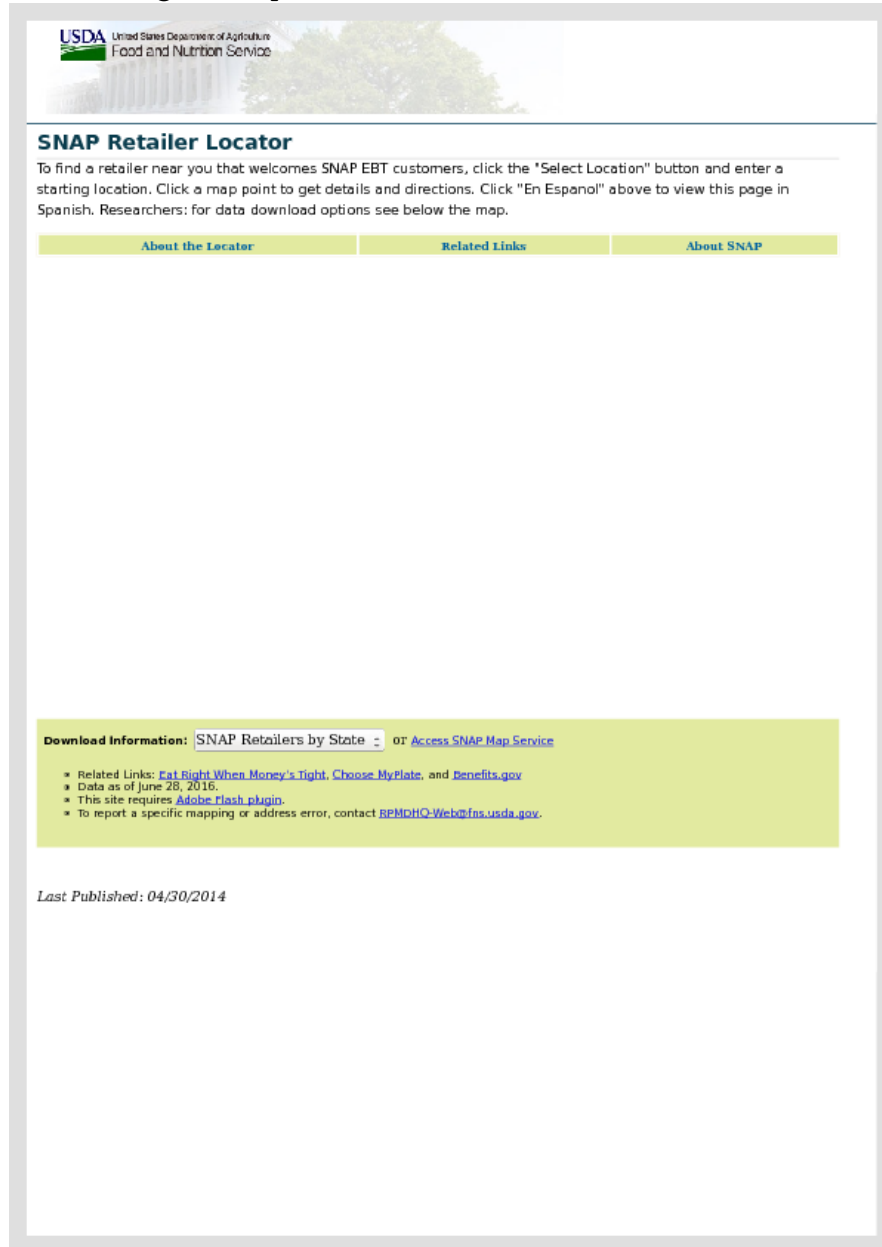 USDA United States Department of Agriculture
Food and Nutrition Service
SNAP Retailer Locator
To find a retailer near you that welcomes SNAP EBT customers, click the "Select Location" button and enter a
starting location. Click a map point to get details and directions. Click "En Espanol" above to view this page in
Spanish. Researchers: for data download options see below the map.
About the Locator Related Links About SNAP
Download Information: SNAP Retailers by State or Access SNAP Map Service
Related Links: Eat Right When Money's Tight, Choose MyPlate, and Benefits.gov
Data as of June 28, 2016.
This site requires Adobe Flash plugin.
To report a specific mapping or address error, contact RPMDHQ-Web@fns.usda.gov.
Last Published: 04/30/2014